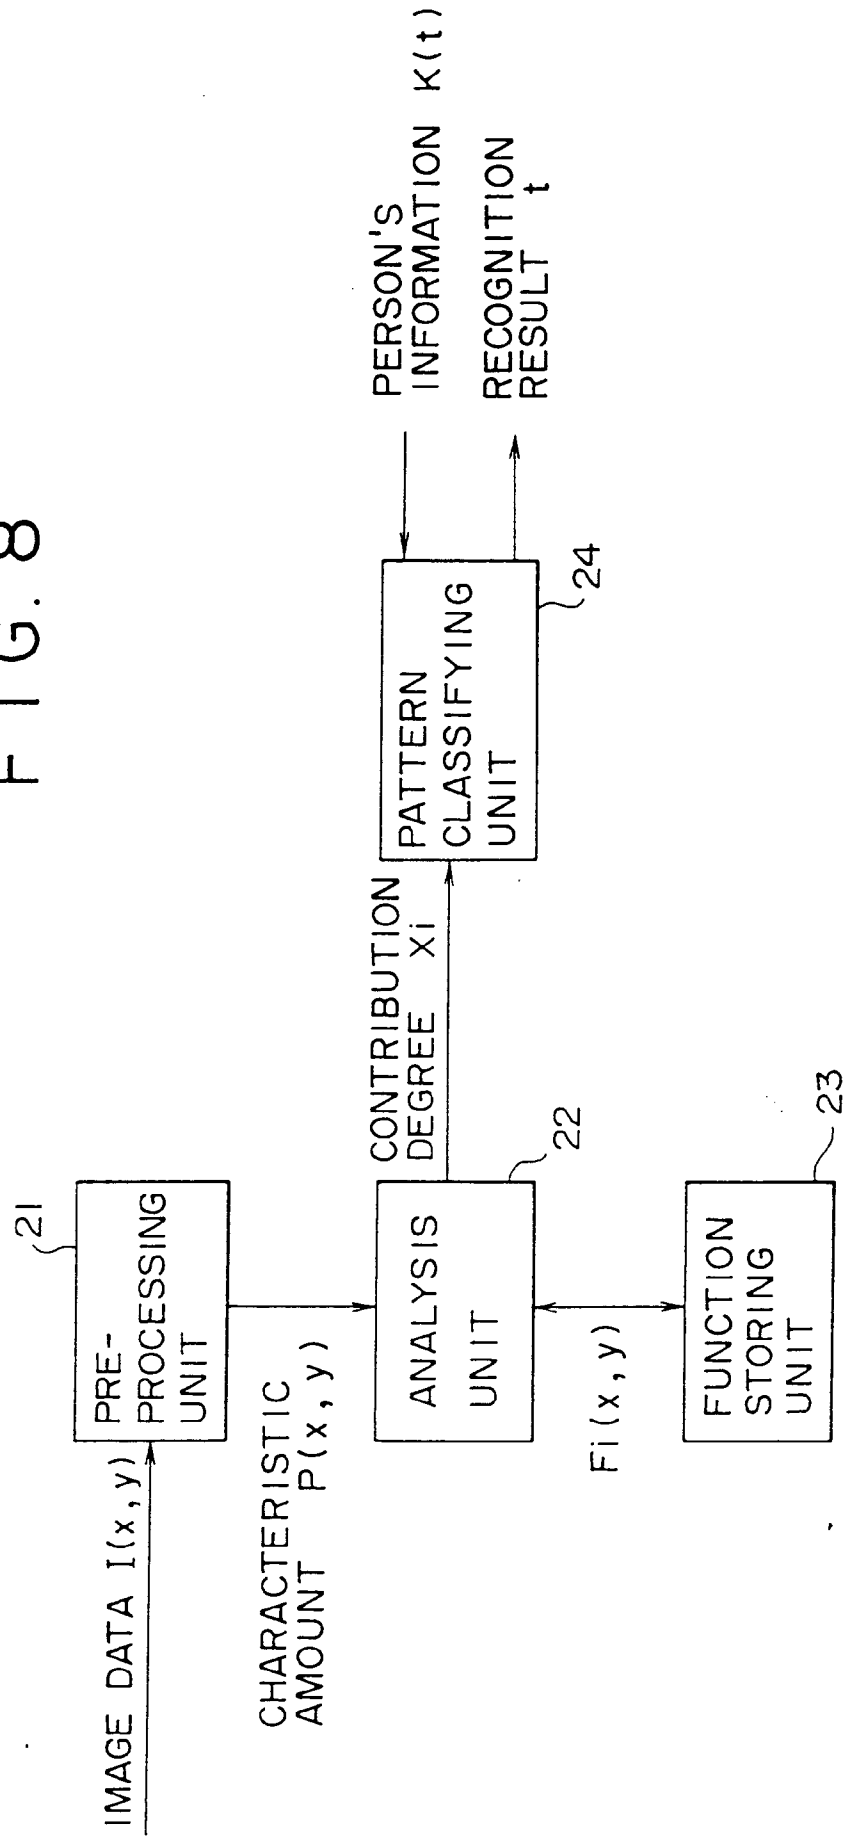 FIG. 8
IMAGE DATA I(x,y)
21
PRE-
PROCESSING
UNIT
CHARACTERISTIC
AMOUNT P(x,y)
ANALYSIS
UNIT
22
CONTRIBUTION
DEGREE Xi
PATTERN
CLASSIFYING
UNIT
24
PERSON'S
INFORMATION K(t)
RECOGNITION
RESULT t
Fi(x,y)
FUNCTION
STORING
UNIT
23